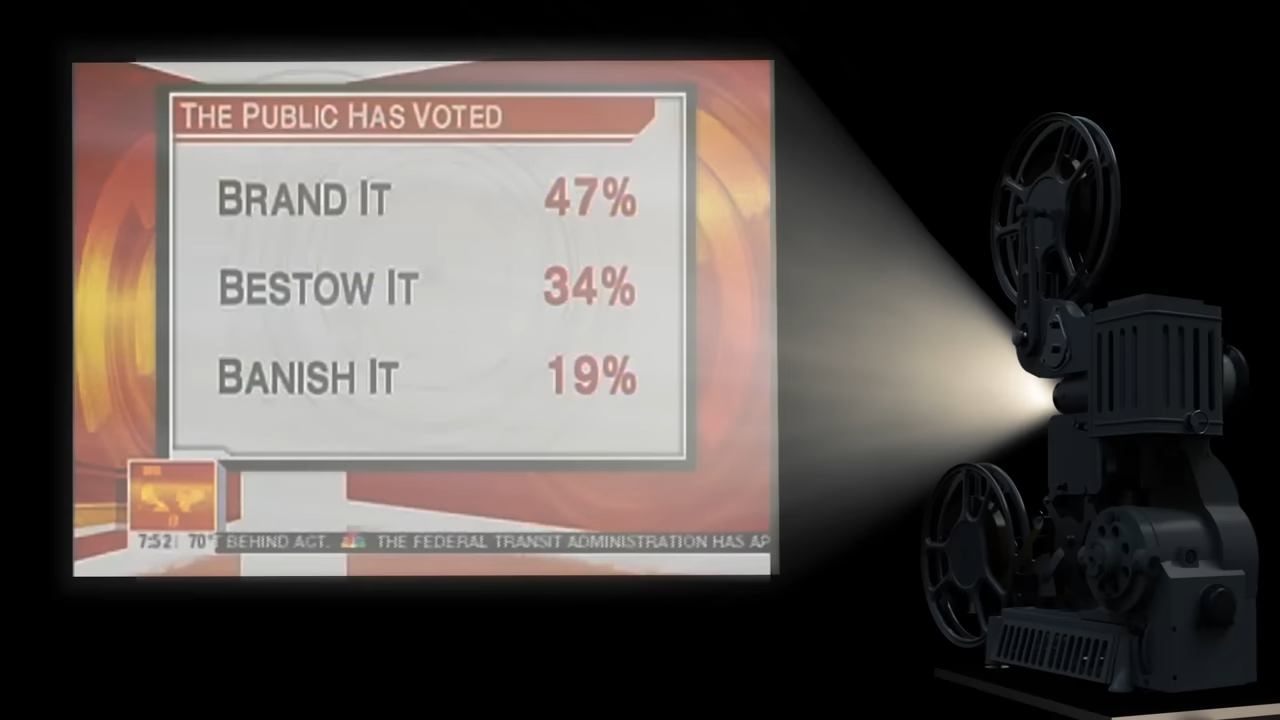 THE PUBLIC HAS VOTED
BRAND IT 47%
BESTOW IT 34%
BANISH IT 19%
7:52 70° T BEHIND ACT. THE FEDERAL TRANSIT ADMINISTRATION HAS AP